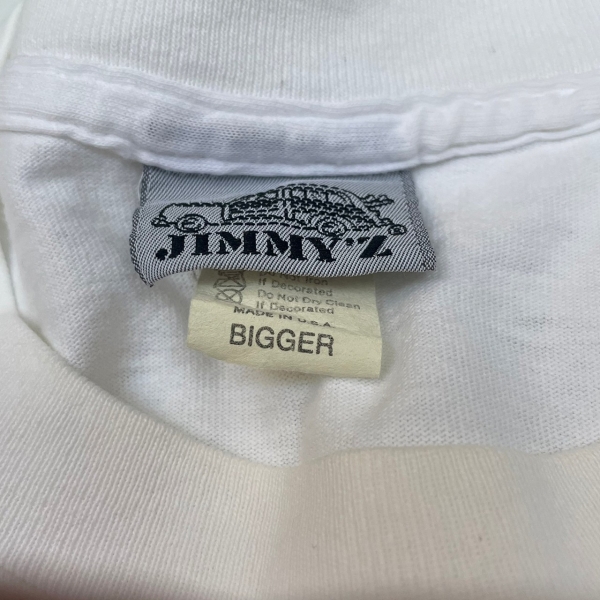 JIMMY'Z
If Decorated
Do Not Dry Clean
If Decorated
MADE IN U.S.A.
BIGGER